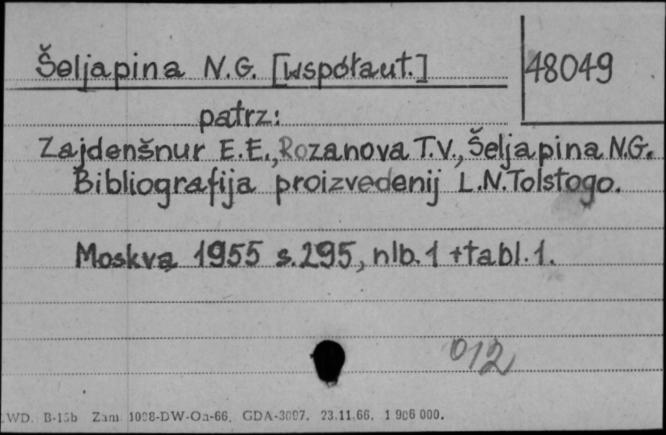 Šeljapina N.G. [współaut.] 48049
patrz:
Zajdenšnur E.E., Rozanova T.V., Šeljapina N.G.
Bibliografija proizvedenij L.N. Tolstogo.
Moskva 1955 s. 295, nlb. 1 + tabl. 1.
012
WD. B-15b Zam. 1098-DW-Oa-66. GDA-3097. 23.11.66. 1 906 000.